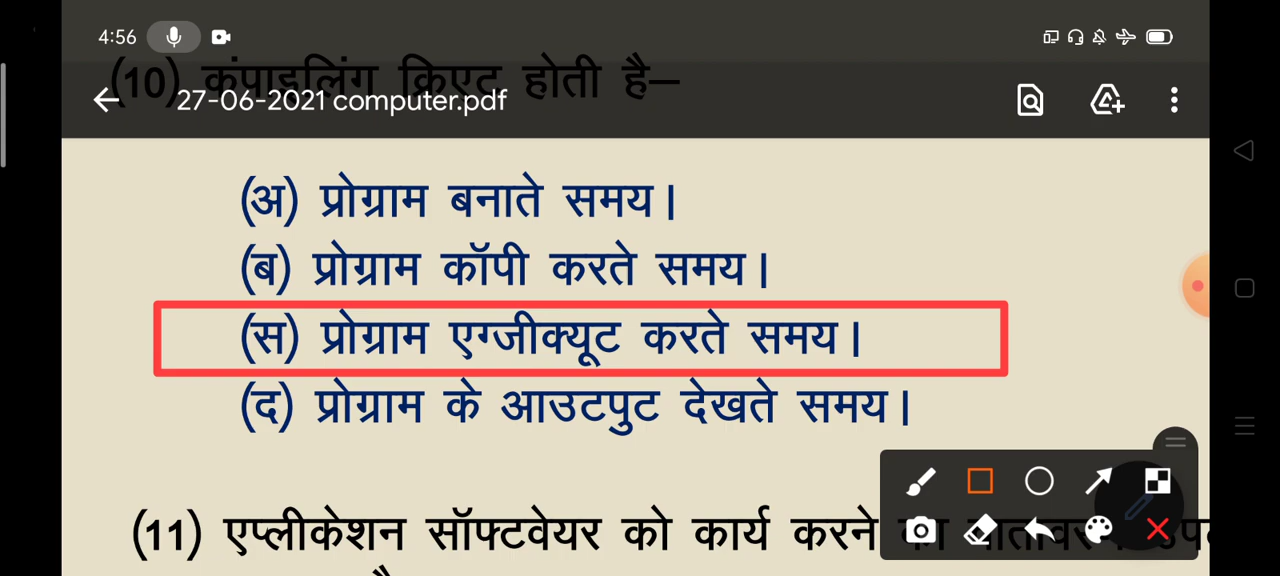 4:56
(10) कंपाइलिंग क्रिएट होती है–
27-06-2021 computer.pdf
(अ) प्रोग्राम बनाते समय।
(ब) प्रोग्राम कॉपी करते समय।
(स) प्रोग्राम एग्जीक्यूट करते समय।
(द) प्रोग्राम के आउटपुट देखते समय।
(11) एप्लीकेशन सॉफ्टवेयर को कार्य करने